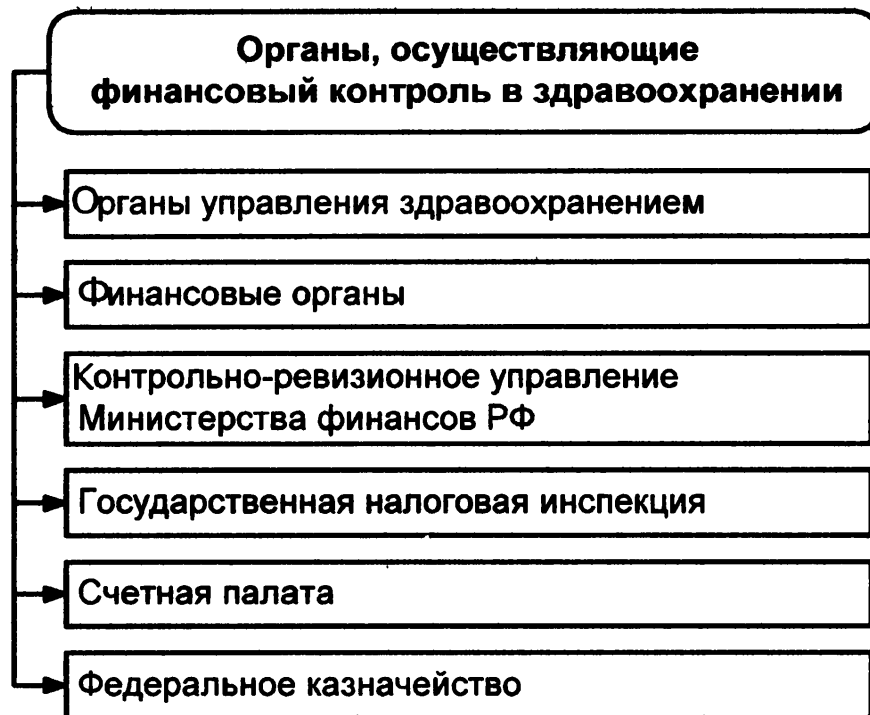 Органы, осуществляющие
финансовый контроль в здравоохранении
Органы управления здравоохранением
Финансовые органы
Контрольно-ревизионное управление
Министерства финансов РФ
Государственная налоговая инспекция
Счетная палата
Федеральное казначейство